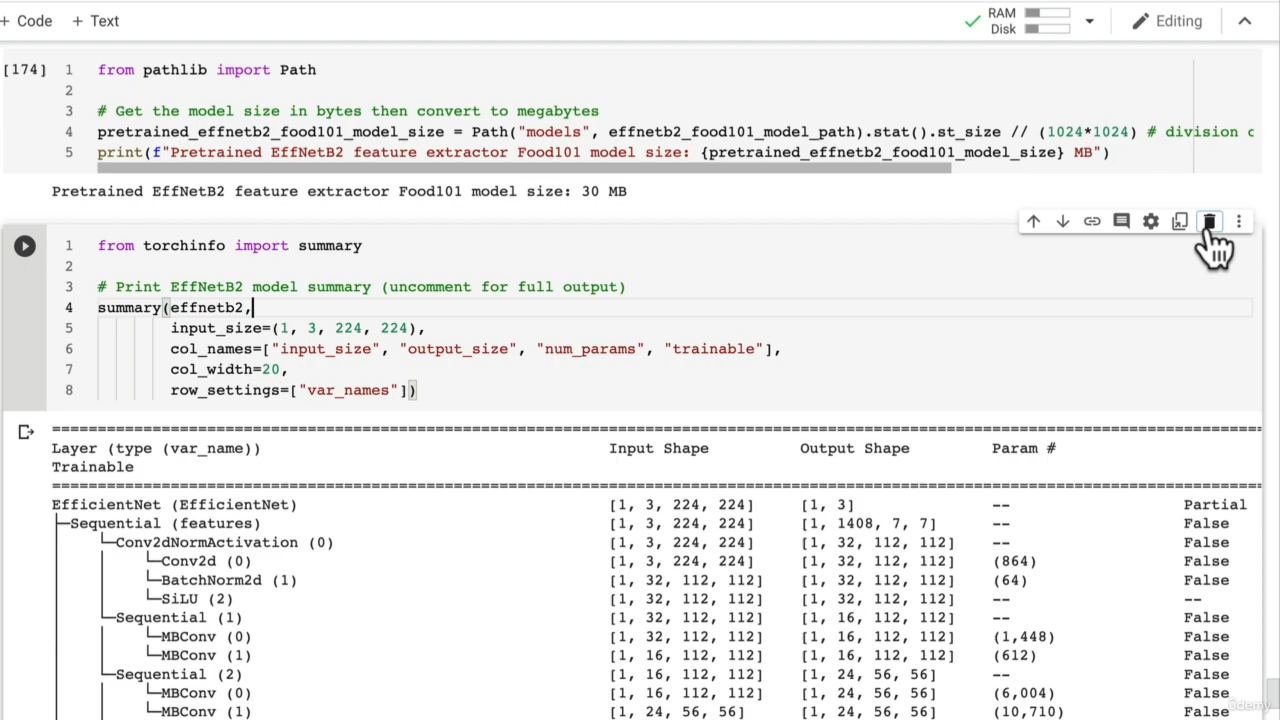 + Code + Text
RAM
Disk
Editing
[174]
1 from pathlib import Path
2
3 # Get the model size in bytes then convert to megabytes
4 pretrained_effnetb2_food101_model_size = Path("models", effnetb2_food101_model_path).stat().st_size // (1024*1024) # division
5 print(f"Pretrained EffNetB2 feature extractor Food101 model size: {pretrained_effnetb2_food101_model_size} MB")
Pretrained EffNetB2 feature extractor Food101 model size: 30 MB
1 from torchinfo import summary
2
3 # Print EffNetB2 model summary (uncomment for full output)
4 summary(effnetb2,
5 input_size=(1, 3, 224, 224),
6 col_names=["input_size", "output_size", "num_params", "trainable"],
7 col_width=20,
8 row_settings=["var_names"])
Layer (type (var_name)) Input Shape Output Shape Param #
Trainable
EfficientNet (EfficientNet) [1, 3, 224, 224] [1, 3] -- Partial
├─Sequential (features) [1, 3, 224, 224] [1, 1408, 7, 7] -- False
└─Conv2dNormActivation (0) [1, 3, 224, 224] [1, 32, 112, 112] -- False
└─Conv2d (0) [1, 3, 224, 224] [1, 32, 112, 112] (864) False
└─BatchNorm2d (1) [1, 32, 112, 112] [1, 32, 112, 112] (64) False
└─SiLU (2) [1, 32, 112, 112] [1, 32, 112, 112] -- --
└─Sequential (1) [1, 32, 112, 112] [1, 16, 112, 112] -- False
└─MBConv (0) [1, 32, 112, 112] [1, 16, 112, 112] (1,448) False
└─MBConv (1) [1, 16, 112, 112] [1, 16, 112, 112] (612) False
└─Sequential (2) [1, 16, 112, 112] [1, 24, 56, 56] -- False
└─MBConv (0) [1, 16, 112, 112] [1, 24, 56, 56] (6,004) False
└─MBConv (1) [1, 24, 56, 56] [1, 24, 56, 56] (10,710) False
Udemy